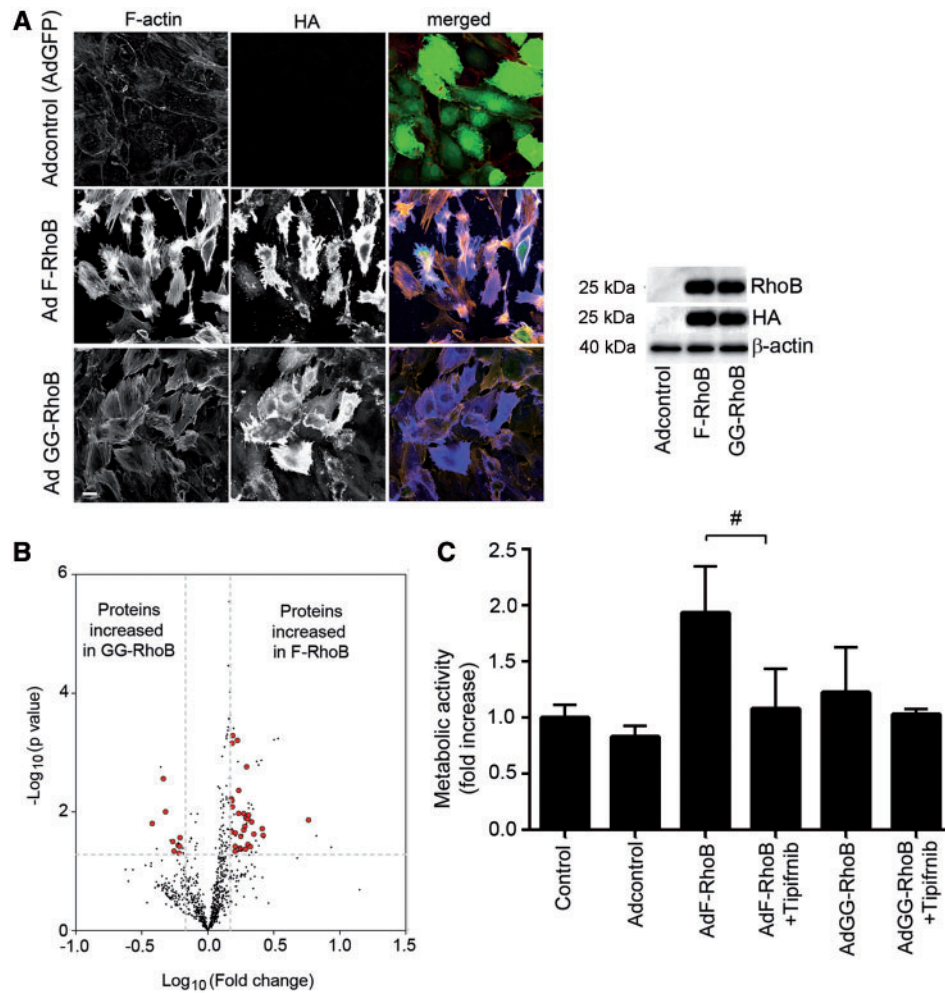 A
F-actin
HA
merged
Adcontrol (AdGFP)
Ad F-RhoB
Ad GG-RhoB
25 kDa
RhoB
25 kDa
HA
40 kDa
β-actin
Adcontrol
F-RhoB
GG-RhoB
B
6
4
2
0
-Log10 (p value)
Proteins
increased
in GG-RhoB
Proteins
increased
in F-RhoB
-1.0
-0.5
0.0
0.5
1.0
1.5
Log10 (Fold change)
C
#
2.5
2.0
1.5
1.0
0.5
0.0
Metabolic activity
(fold increase)
Control
Adcontrol
AdF-RhoB
AdF-RhoB
+Tipifrnib
AdGG-RhoB
AdGG-RhoB
+Tipifrnib